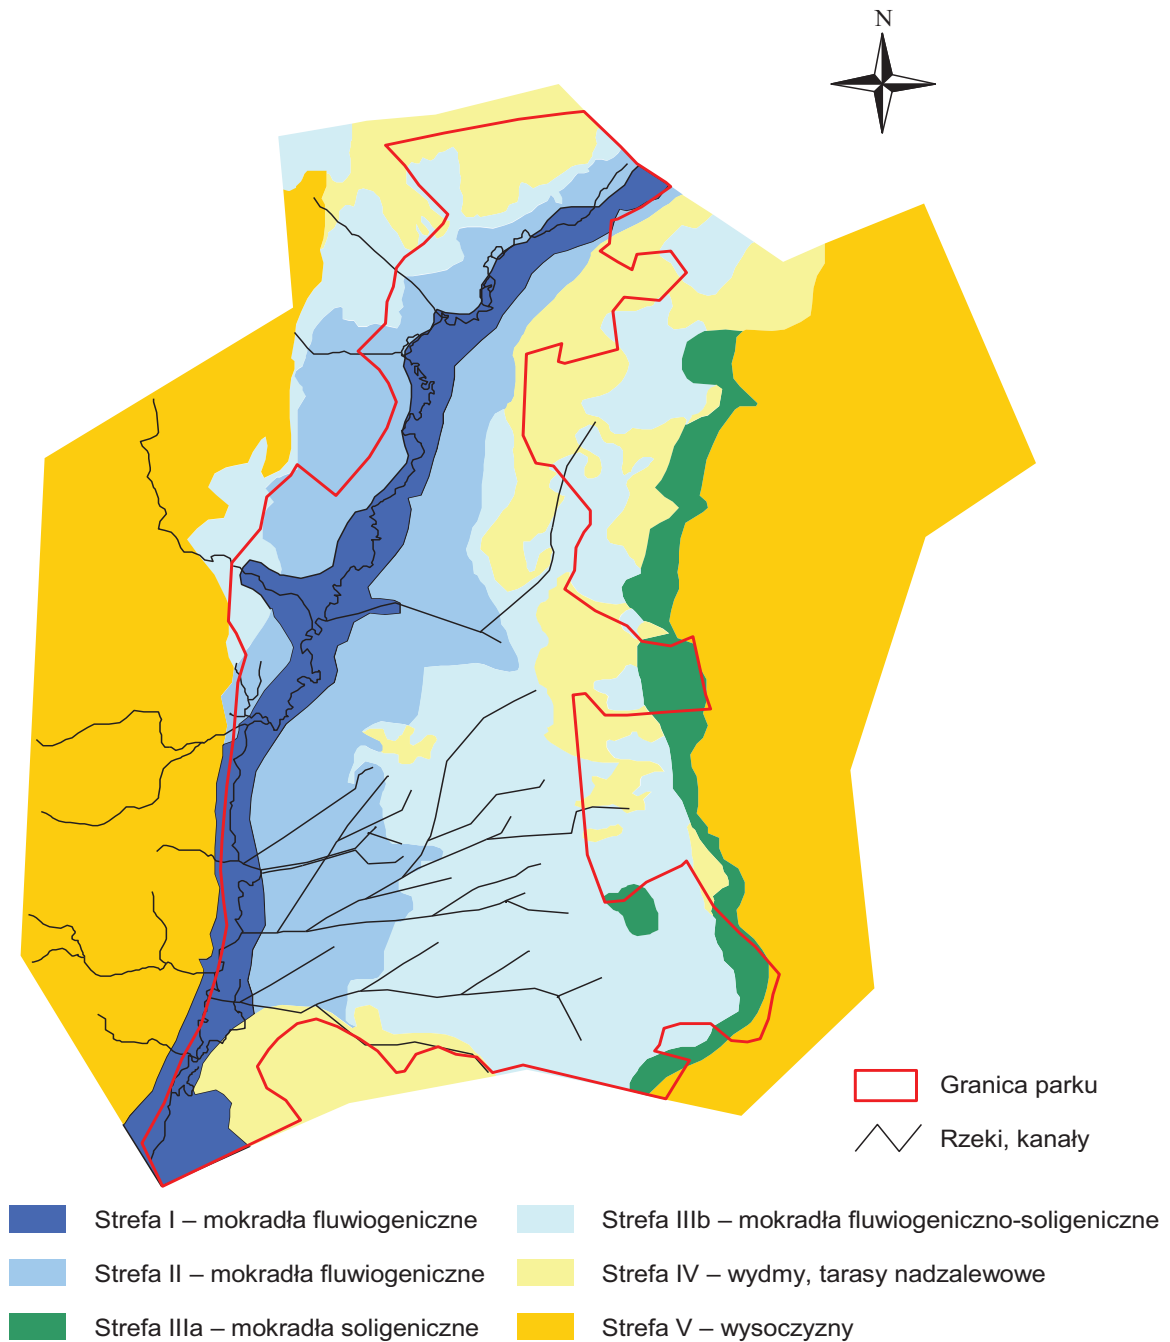 N
Granica parku
Rzeki, kanały
Strefa I – mokradła fluwiogeniczne
Strefa IIIb – mokradła fluwiogeniczno-soligeniczne
Strefa II – mokradła fluwiogeniczne
Strefa IV – wydmy, tarasy nadzalewowe
Strefa IIIa – mokradła soligeniczne
Strefa V – wysoczyzny